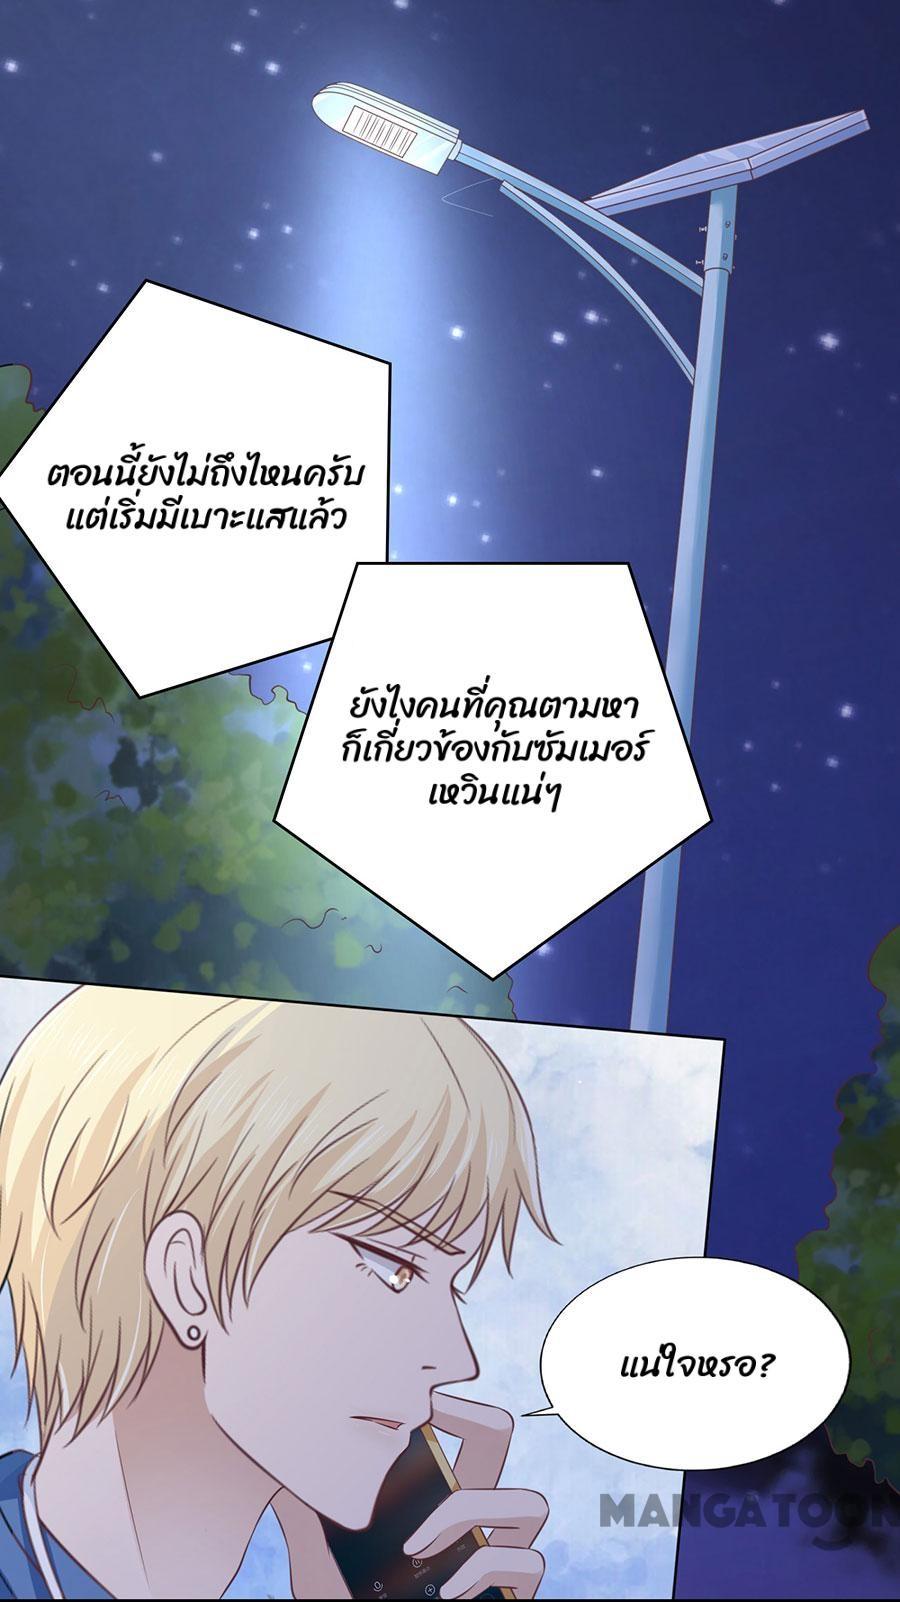 ตอนนี้ยังไม่ถึงไหนครับ
แต่เริ่มมีเบาะแสแล้ว
ยังไงคนที่คุณตามหา
ก็เกี่ยวข้องกับซัมเมอร์
เหวินแน่ๆ
แน่ใจหรอ?
MANGATOON